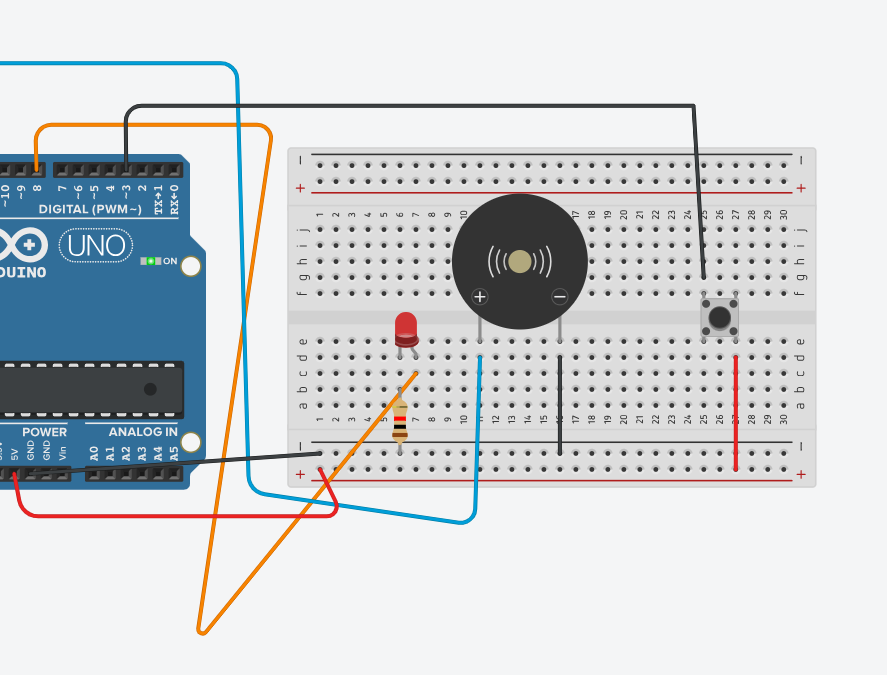 ~10
~9
8
7
~6
~5
4
~3
2
TX→1
RX←0
DIGITAL (PWM~)
UNO
ON
DUINO
POWER
ANALOG IN
5V
GND
GND
Vin
A0
A1
A2
A3
A4
A5
− −
+ +
1 2 3 4 5 6 7 8 9 10 17 18 19 20 21 22 23 24 25 26 27 28 29 30
j j
i i
h h
g g
f f
+ −
e e
d d
c c
b b
a a
1 2 3 4 5 6 7 8 9 10 11 12 13 14 15 16 17 18 19 20 21 22 23 24 25 26 27 28 29 30
− −
+ +